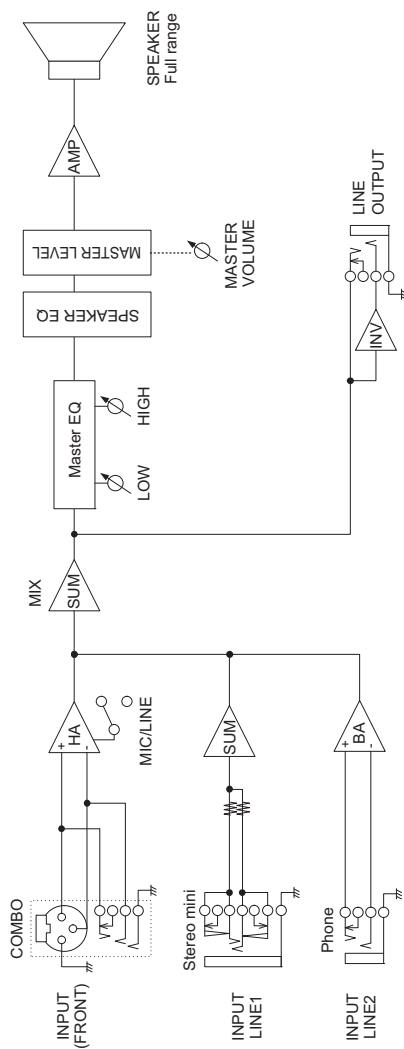 COMBO
INPUT
(FRONT)
+
-
HA
MIC/LINE
Stereo mini
INPUT
LINE1
SUM
Phone
INPUT
LINE2
+
-
BA
MIX
SUM
Master EQ
LOW
HIGH
SPEAKER EQ
MASTER LEVEL
MASTER
VOLUME
AMP
SPEAKER
Full range
INV
LINE
OUTPUT